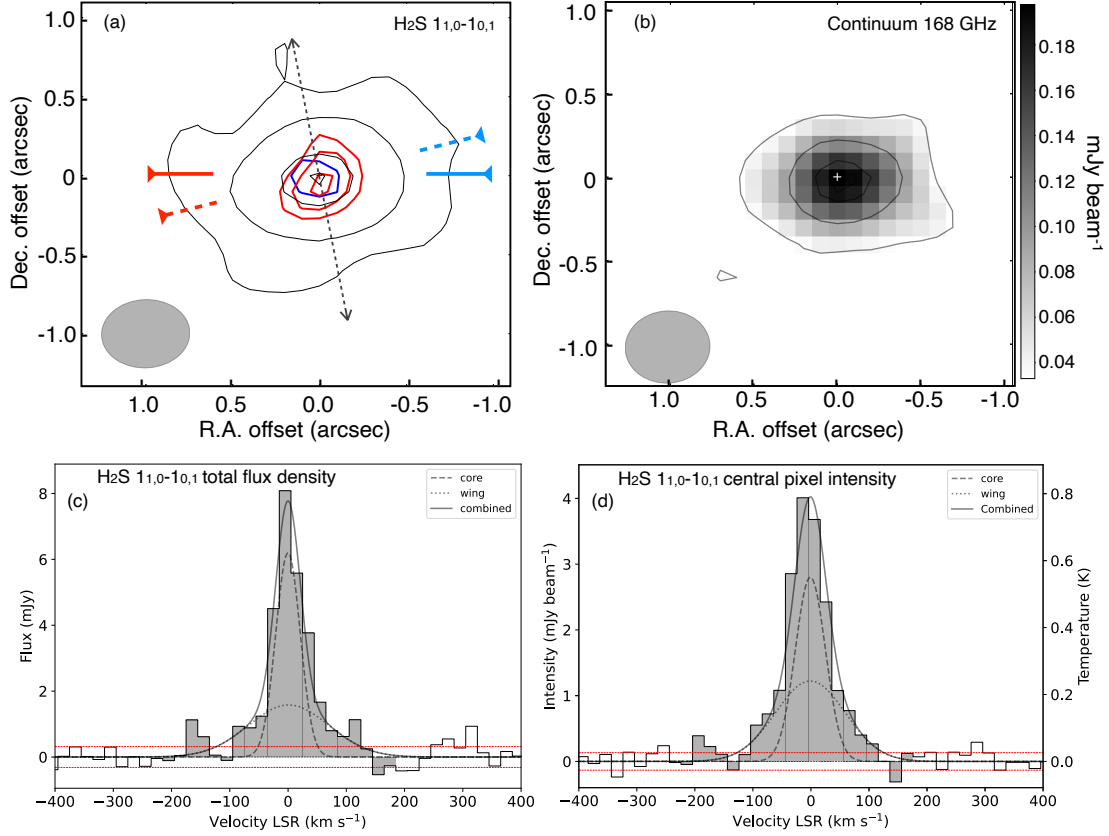 (a) H₂S 1₁,₀-1₀,₁
1.0
0.5
0
-0.5
-1.0
Dec. offset (arcsec)
1.0 0.5 0.0 -0.5 -1.0
R.A. offset (arcsec)
(b) Continuum 168 GHz
1.0
0.5
0
-0.5
-1.0
Dec. offset (arcsec)
1.0 0.5 0.0 -0.5 -1.0
R.A. offset (arcsec)
0.18
0.16
0.14
0.12
0.10
0.08
0.06
0.04
mJy beam⁻¹
(c) H₂S 1₁,₀-1₀,₁ total flux density
core
wing
combined
8
6
4
2
0
Flux (mJy)
−400 −300 −200 −100 0 100 200 300 400
Velocity LSR (km s⁻¹)
(d) H₂S 1₁,₀-1₀,₁ central pixel intensity
core
wing
Combined
4
3
2
1
0
Intensity (mJy beam⁻¹)
0.8
0.6
0.4
0.2
0.0
Temperature (K)
−400 −300 −200 −100 0 100 200 300 400
Velocity LSR (km s⁻¹)